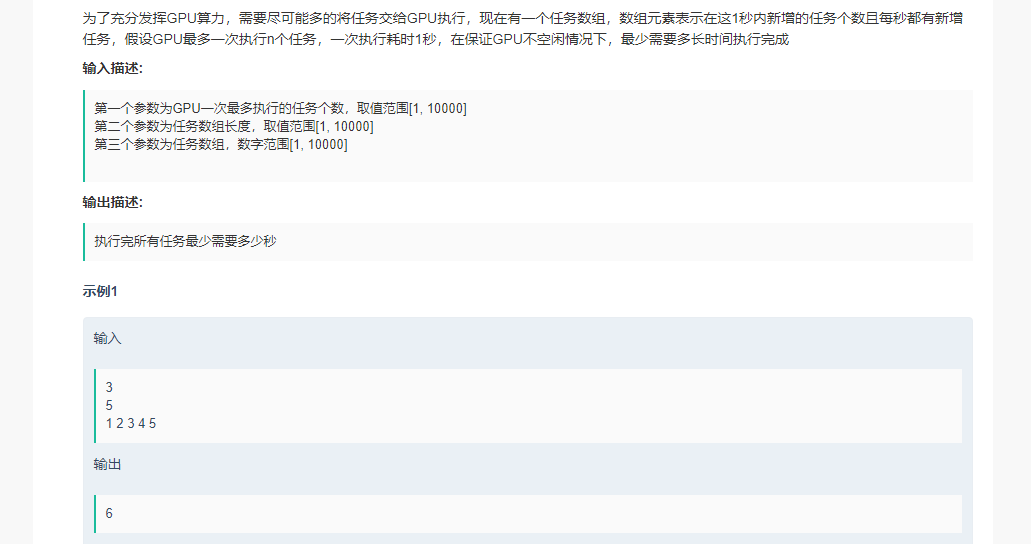 为了充分发挥GPU算力，需要尽可能多的将任务交给GPU执行，现在有一个任务数组，数组元素表示在这1秒内新增的任务个数且每秒都有新增
任务，假设GPU最多一次执行n个任务，一次执行耗时1秒，在保证GPU不空闲情况下，最少需要多长时间执行完成
输入描述:
第一个参数为GPU一次最多执行的任务个数，取值范围[1, 10000]
第二个参数为任务数组长度，取值范围[1, 10000]
第三个参数为任务数组，数字范围[1, 10000]
输出描述:
执行完所有任务最少需要多少秒
示例1
输入
3
5
1 2 3 4 5
输出
6